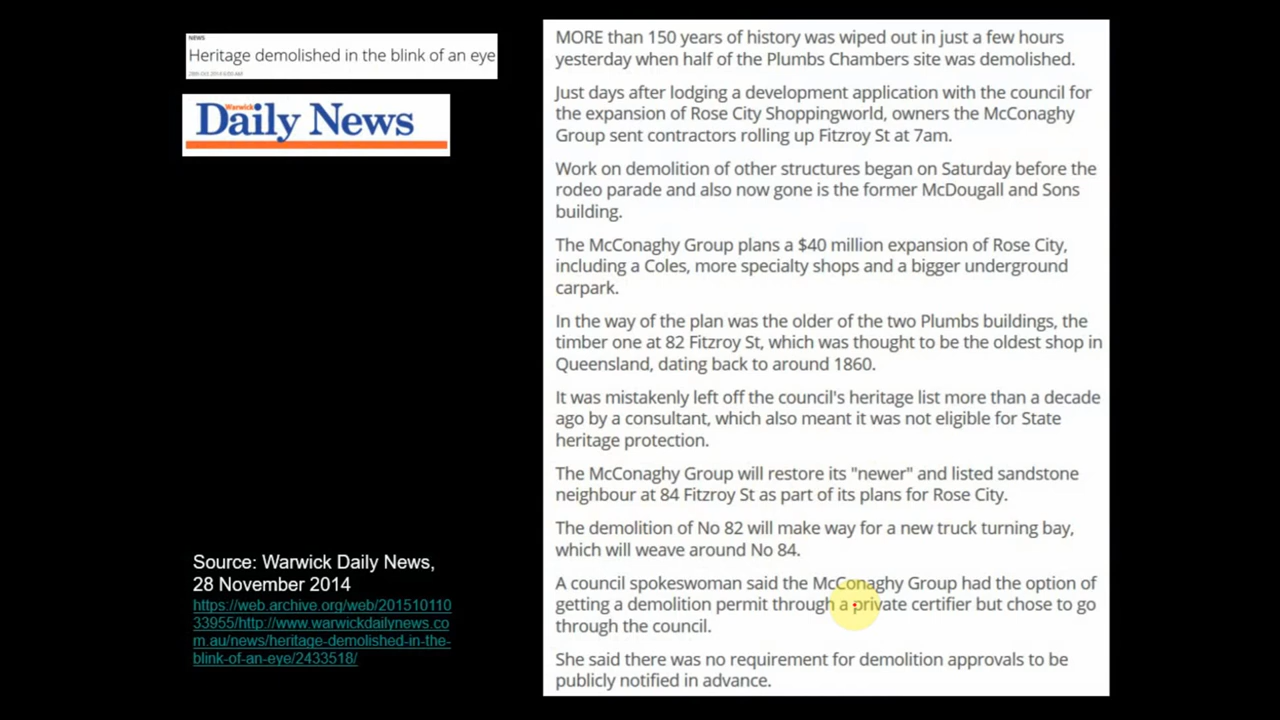 NEWS
Heritage demolished in the blink of an eye
28th Oct 2014 6:00 AM
Warwick
Daily News
MORE than 150 years of history was wiped out in just a few hours
yesterday when half of the Plumbs Chambers site was demolished.
Just days after lodging a development application with the council for
the expansion of Rose City Shoppingworld, owners the McConaghy
Group sent contractors rolling up Fitzroy St at 7am.
Work on demolition of other structures began on Saturday before the
rodeo parade and also now gone is the former McDougall and Sons
building.
The McConaghy Group plans a $40 million expansion of Rose City,
including a Coles, more specialty shops and a bigger underground
carpark.
In the way of the plan was the older of the two Plumbs buildings, the
timber one at 82 Fitzroy St, which was thought to be the oldest shop in
Queensland, dating back to around 1860.
It was mistakenly left off the council's heritage list more than a decade
ago by a consultant, which also meant it was not eligible for State
heritage protection.
The McConaghy Group will restore its "newer" and listed sandstone
neighbour at 84 Fitzroy St as part of its plans for Rose City.
The demolition of No 82 will make way for a new truck turning bay,
which will weave around No 84.
A council spokeswoman said the McConaghy Group had the option of
getting a demolition permit through a private certifier but chose to go
through the council.
She said there was no requirement for demolition approvals to be
publicly notified in advance.
Source: Warwick Daily News,
28 November 2014
https://web.archive.org/web/201510110
33955/http://www.warwickdailynews.co
m.au/news/heritage-demolished-in-the-
blink-of-an-eye/2433518/